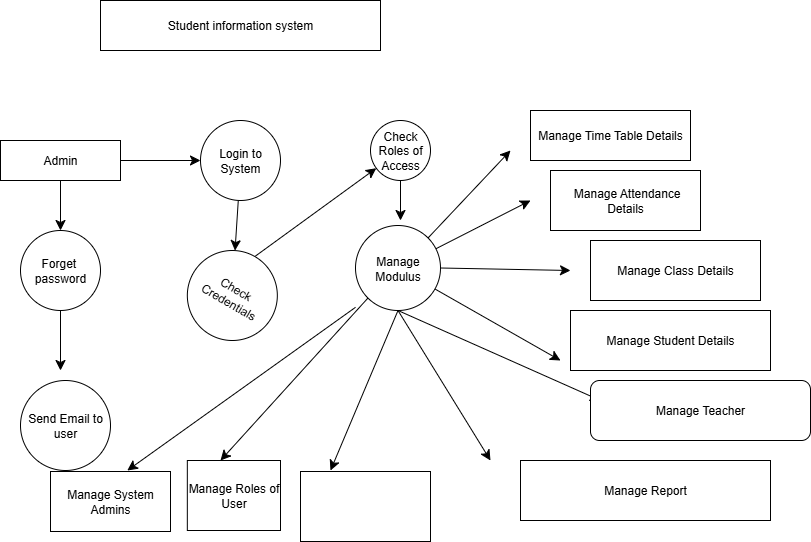 Student information system
Check
Roles of
Access
Manage Time Table Details
Admin
Login to
System
Manage Attendance
Details
Forget
password
Check
Credentials
Manage
Modulus
Manage Class Details
Manage Student Details
Send Email to
user
Manage Teacher
Manage System
Admins
Manage Roles of
User
Manage Report